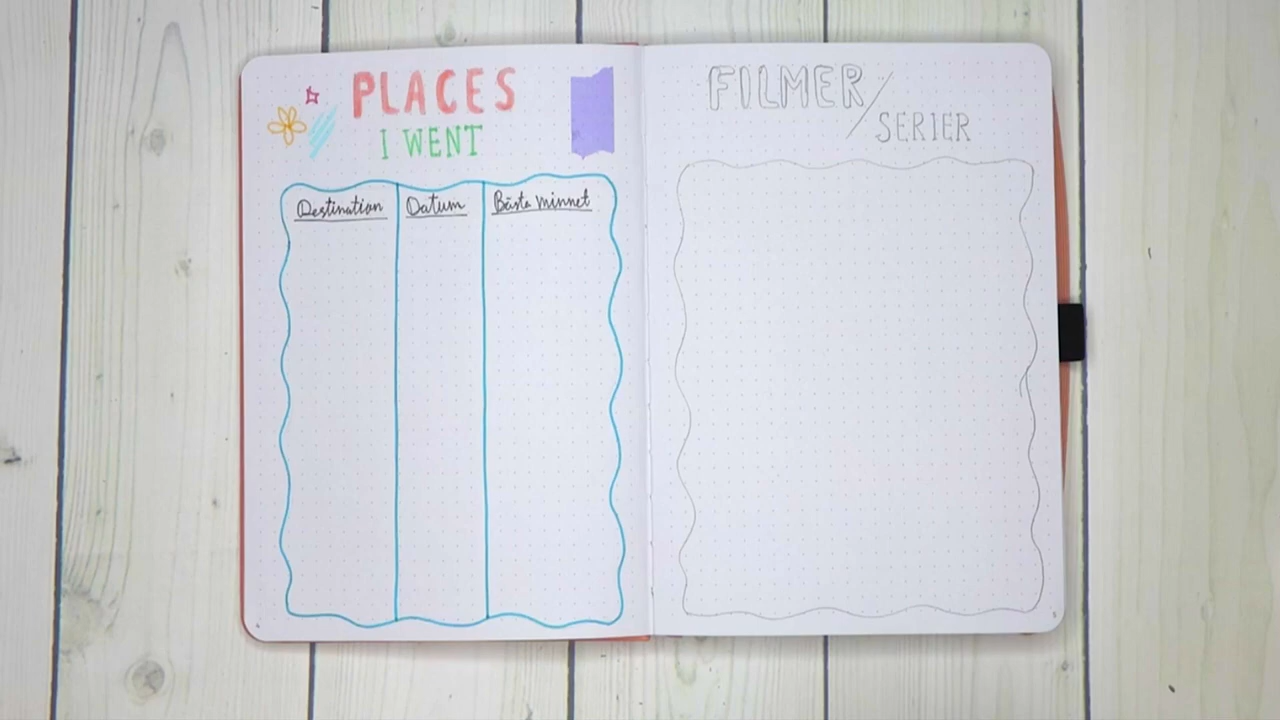 PLACES
I WENT
Destination Datum Bästa minnet
FILMER/
SERIER